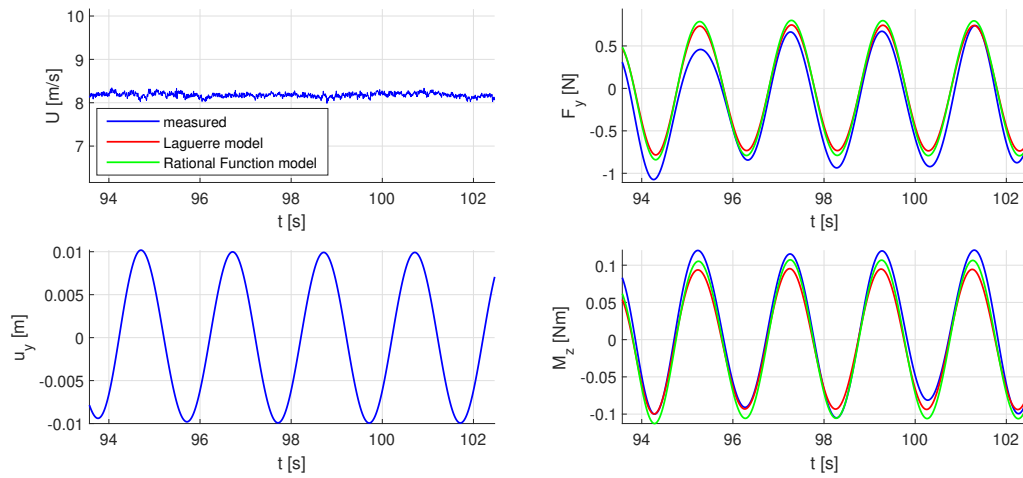 10
9
8
7
6
U [m/s]
measured
Laguerre model
Rational Function model
94 96 98 100 102
t [s]
0.5
0
-0.5
-1
F_y [N]
94 96 98 100 102
t [s]
0.01
0.005
0
-0.005
-0.01
u_y [m]
94 96 98 100 102
t [s]
0.1
0.05
0
-0.05
-0.1
M_z [Nm]
94 96 98 100 102
t [s]